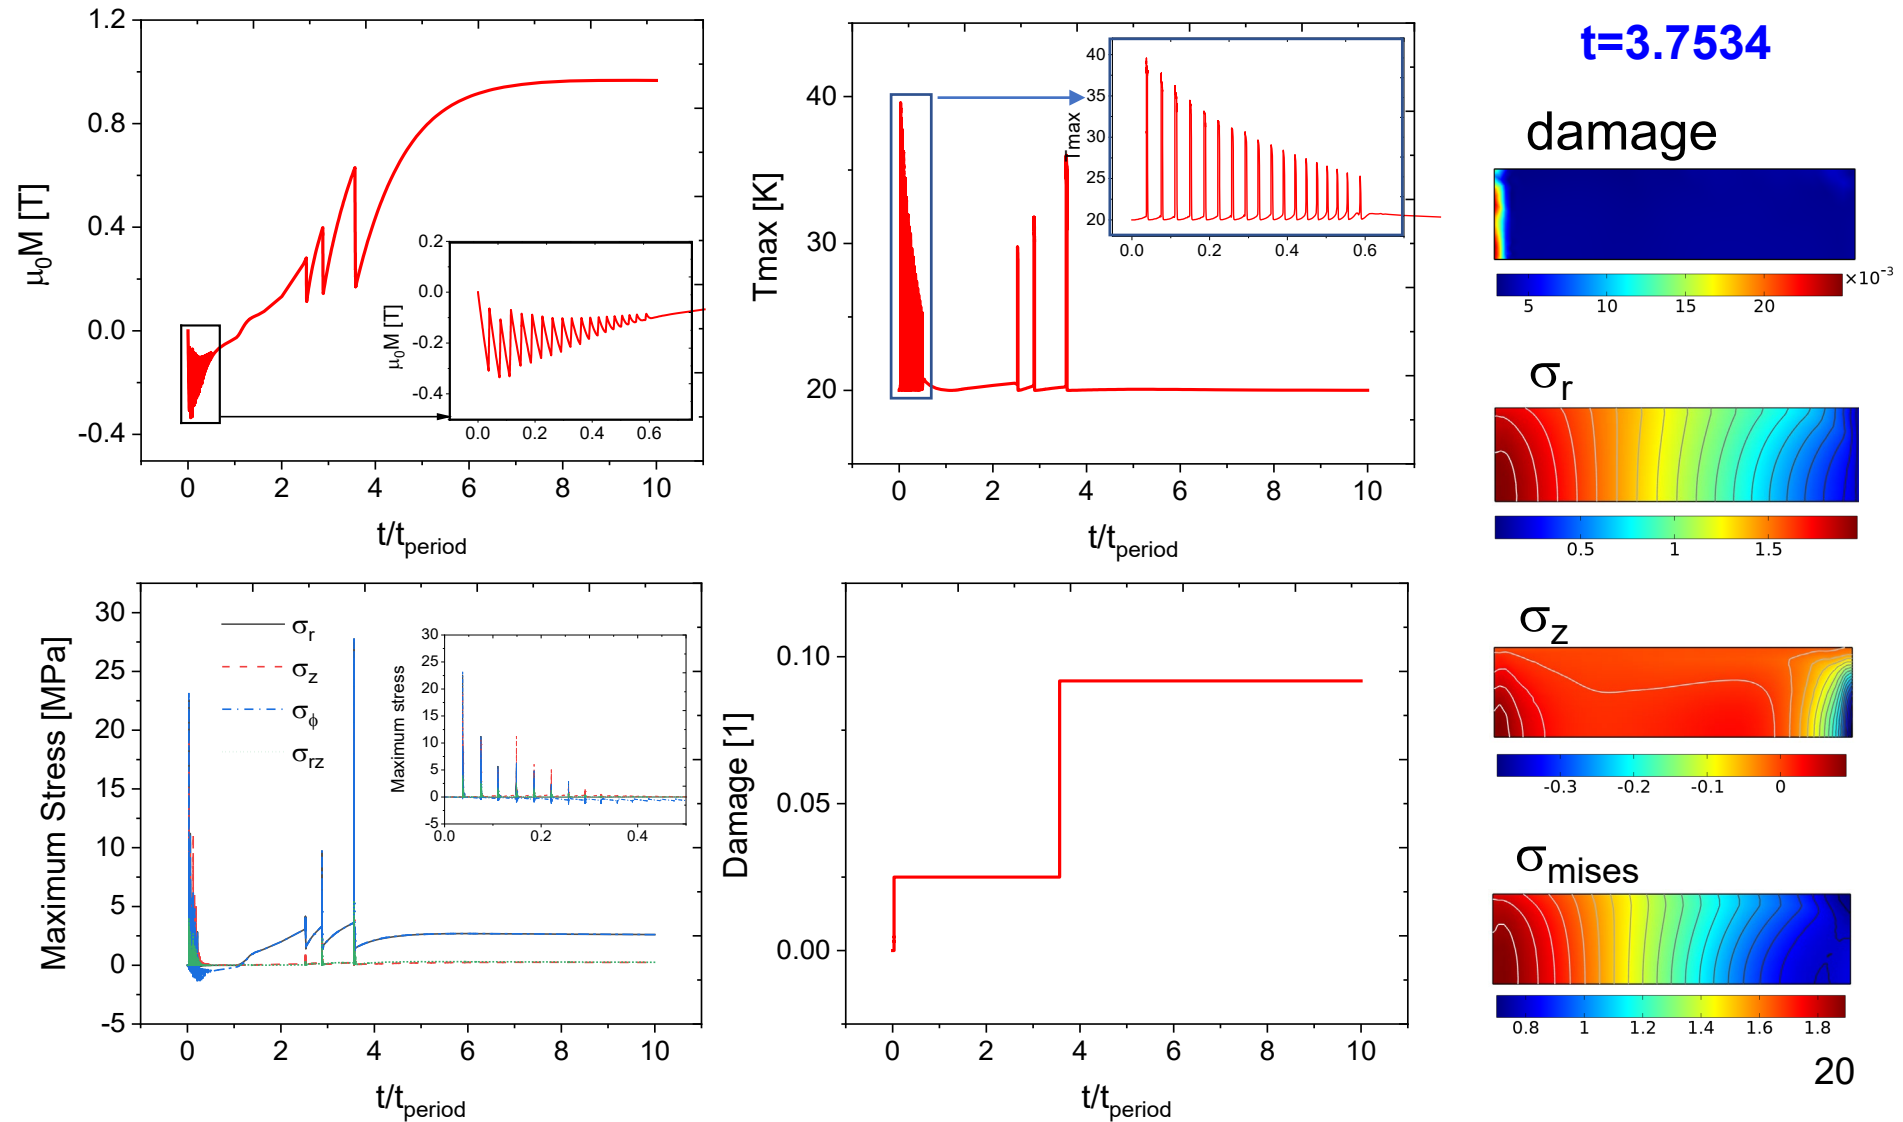 1.2
0.8
0.4
0.0
-0.4
μ0M [T]
0 2 4 6 8 10
t/tperiod
0.2
0.0
-0.2
-0.4
μ0M [T]
0.0 0.2 0.4 0.6
40
30
20
Tmax [K]
0 2 4 6 8 10
t/tperiod
40
35
30
25
20
Tmax
0.0 0.2 0.4 0.6
t=3.7534
damage
×10⁻³
5 10 15 20
σr
0.5 1 1.5
σz
-0.3 -0.2 -0.1 0
σmises
0.8 1 1.2 1.4 1.6 1.8
30
25
20
15
10
5
0
-5
Maximum Stress [MPa]
0 2 4 6 8 10
t/tperiod
σr
σz
σϕ
σrz
30
25
20
15
10
5
0
-5
Maximum stress
0.0 0.2 0.4
0.10
0.05
0.00
Damage [1]
0 2 4 6 8 10
t/tperiod
20